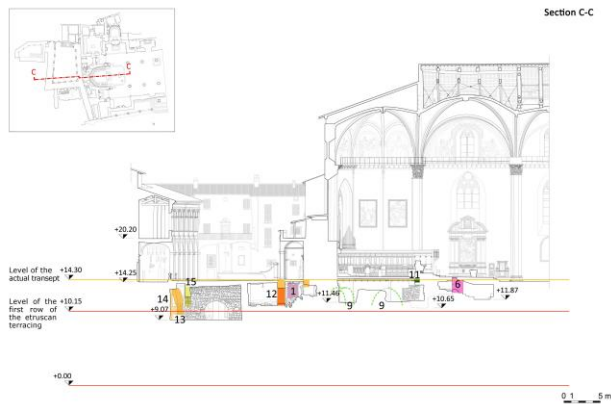 Section C-C
C
C
+20.20
Level of the
actual transept
+14.30
+14.25
Level of the
first row of
the etruscan
terracing
+10.15
14
15
13
+9.07
12
1
+11.46
9
9
11
6
+10.65
+11.87
+0.00
0 1 5 m